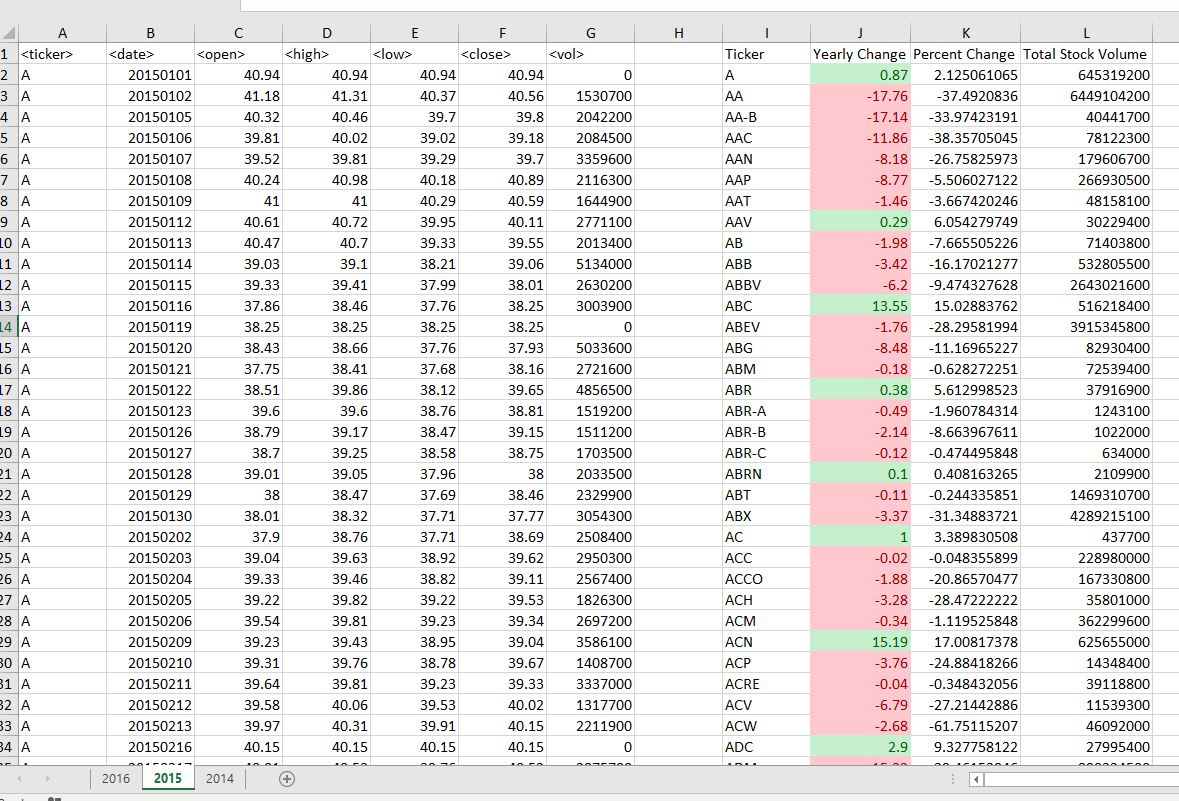 A B C D E F G H I J K L
1 <ticker> <date> <open> <high> <low> <close> <vol> Ticker Yearly Change Percent Change Total Stock Volume
2 A 20150101 40.94 40.94 40.94 40.94 0 A 0.87 2.125061065 645319200
3 A 20150102 41.18 41.31 40.37 40.56 1530700 AA -17.76 -37.4920836 6449104200
4 A 20150105 40.32 40.46 39.7 39.8 2042200 AA-B -17.14 -33.97423191 40441700
5 A 20150106 39.81 40.02 39.02 39.18 2084500 AAC -11.86 -38.35705045 78122300
6 A 20150107 39.52 39.81 39.29 39.7 3359600 AAN -8.18 -26.75825973 179606700
7 A 20150108 40.24 40.98 40.18 40.89 2116300 AAP -8.77 -5.506027122 266930500
8 A 20150109 41 41 40.29 40.59 1644900 AAT -1.46 -3.667420246 48158100
9 A 20150112 40.61 40.72 39.95 40.11 2771100 AAV 0.29 6.054279749 30229400
10 A 20150113 40.47 40.7 39.33 39.55 2013400 AB -1.98 -7.665505226 71403800
11 A 20150114 39.03 39.1 38.21 39.06 5134000 ABB -3.42 -16.17021277 532805500
12 A 20150115 39.33 39.41 37.99 38.01 2630200 ABBV -6.2 -9.474327628 2643021600
13 A 20150116 37.86 38.46 37.76 38.25 3003900 ABC 13.55 15.02883762 516218400
14 A 20150119 38.25 38.25 38.25 38.25 0 ABEV -1.76 -28.29581994 3915345800
15 A 20150120 38.43 38.66 37.76 37.93 5033600 ABG -8.48 -11.16965227 82930400
16 A 20150121 37.75 38.41 37.68 38.16 2721600 ABM -0.18 -0.628272251 72539400
17 A 20150122 38.51 39.86 38.12 39.65 4856500 ABR 0.38 5.612998523 37916900
18 A 20150123 39.6 39.6 38.76 38.81 1519200 ABR-A -0.49 -1.960784314 1243100
19 A 20150126 38.79 39.17 38.47 39.15 1511200 ABR-B -2.14 -8.663967611 1022000
20 A 20150127 38.7 39.25 38.58 38.75 1703500 ABR-C -0.12 -0.474495848 634000
21 A 20150128 39.01 39.05 37.96 38 2033500 ABRN 0.1 0.408163265 2109900
22 A 20150129 38 38.47 37.69 38.46 2329900 ABT -0.11 -0.244335851 1469310700
23 A 20150130 38.01 38.32 37.71 37.77 3054300 ABX -3.37 -31.34883721 4289215100
24 A 20150202 37.9 38.76 37.71 38.69 2508400 AC 1 3.389830508 437700
25 A 20150203 39.04 39.63 38.92 39.62 2950300 ACC -0.02 -0.048355899 228980000
26 A 20150204 39.33 39.46 38.82 39.11 2567400 ACCO -1.88 -20.86570477 167330800
27 A 20150205 39.22 39.82 39.22 39.53 1826300 ACH -3.28 -28.47222222 35801000
28 A 20150206 39.54 39.81 39.23 39.34 2697200 ACM -0.34 -1.119525848 362299600
29 A 20150209 39.23 39.43 38.95 39.04 3586100 ACN 15.19 17.00817378 625655000
30 A 20150210 39.31 39.76 38.78 39.67 1408700 ACP -3.76 -24.88418266 14348400
31 A 20150211 39.64 39.81 39.23 39.33 3337000 ACRE -0.04 -0.348432056 39118800
32 A 20150212 39.58 40.06 39.53 40.02 1317700 ACV -6.79 -27.21442886 11539300
33 A 20150213 39.97 40.31 39.91 40.15 2211900 ACW -2.68 -61.75115207 46092000
34 A 20150216 40.15 40.15 40.15 40.15 0 ADC 2.9 9.327758122 27995400
2016 2015 2014